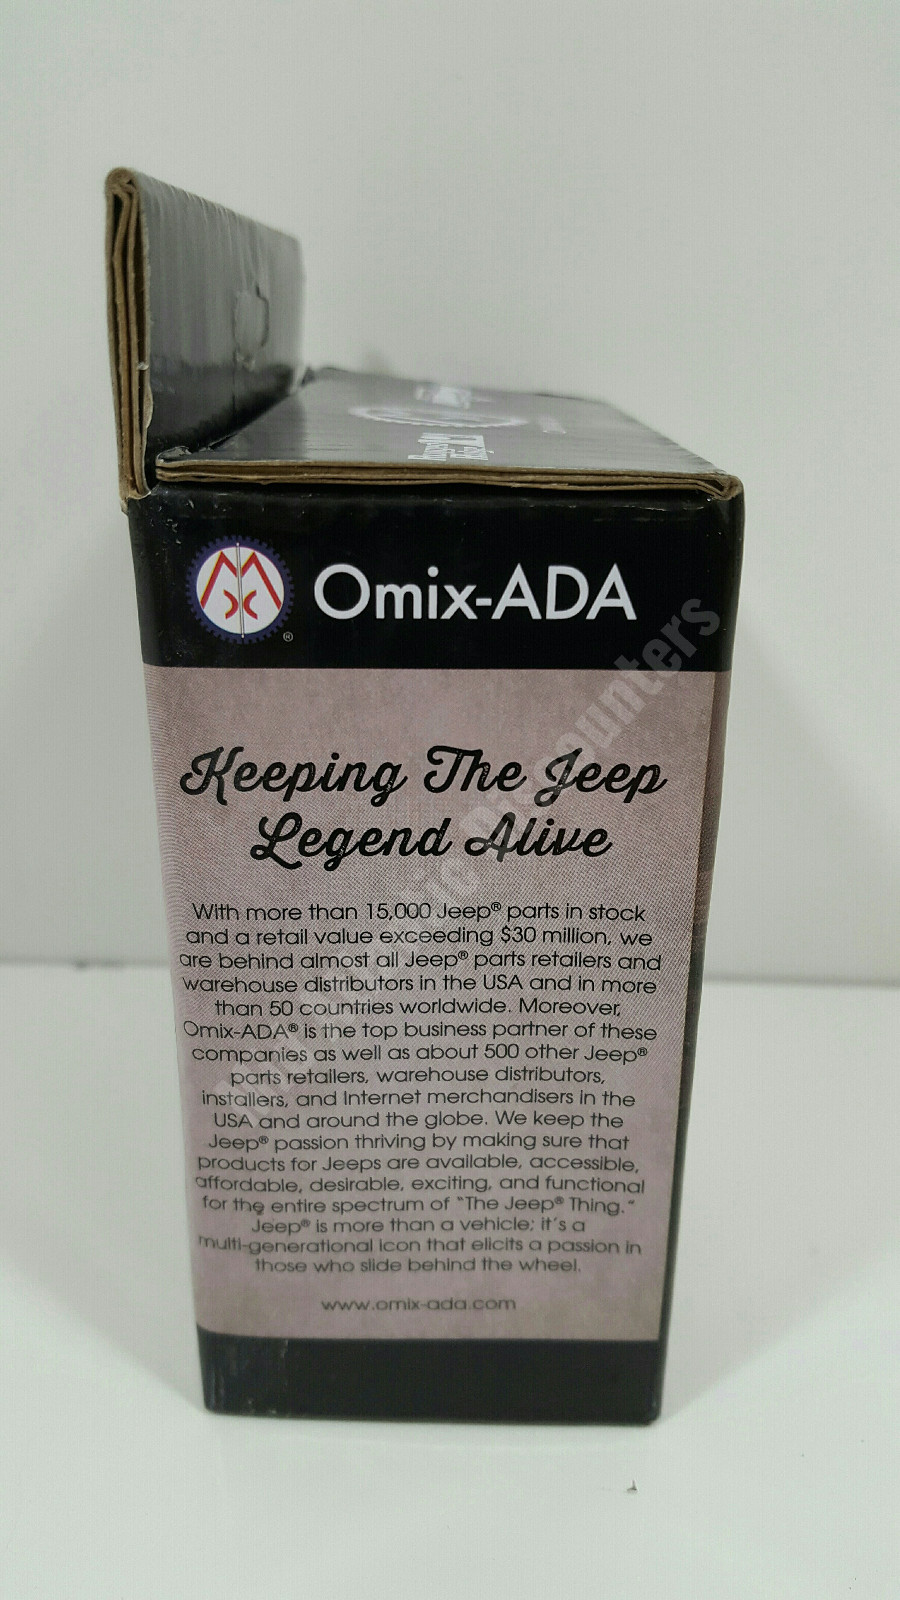 Omix-ADA
®
Keeping The Jeep
Legend Alive
With more than 15,000 Jeep® parts in stock
and a retail value exceeding $30 million, we
are behind almost all Jeep® parts retailers and
warehouse distributors in the USA and in more
than 50 countries worldwide. Moreover,
Omix-ADA® is the top business partner of these
companies as well as about 500 other Jeep®
parts retailers, warehouse distributors,
installers, and Internet merchandisers in the
USA and around the globe. We keep the
Jeep® passion thriving by making sure that
products for Jeeps are available, accessible,
affordable, desirable, exciting, and functional
for the entire spectrum of "The Jeep® Thing."
Jeep® is more than a vehicle; it's a
multi-generational icon that elicits a passion in
those who slide behind the wheel.
www.omix-ada.com